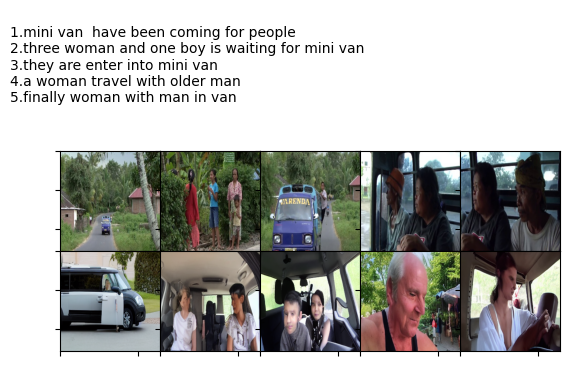 1.mini van  have been coming for people
2.three woman and one boy is waiting for mini van
3.they are enter into mini van
4.a woman travel with older man
5.finally woman with man in van